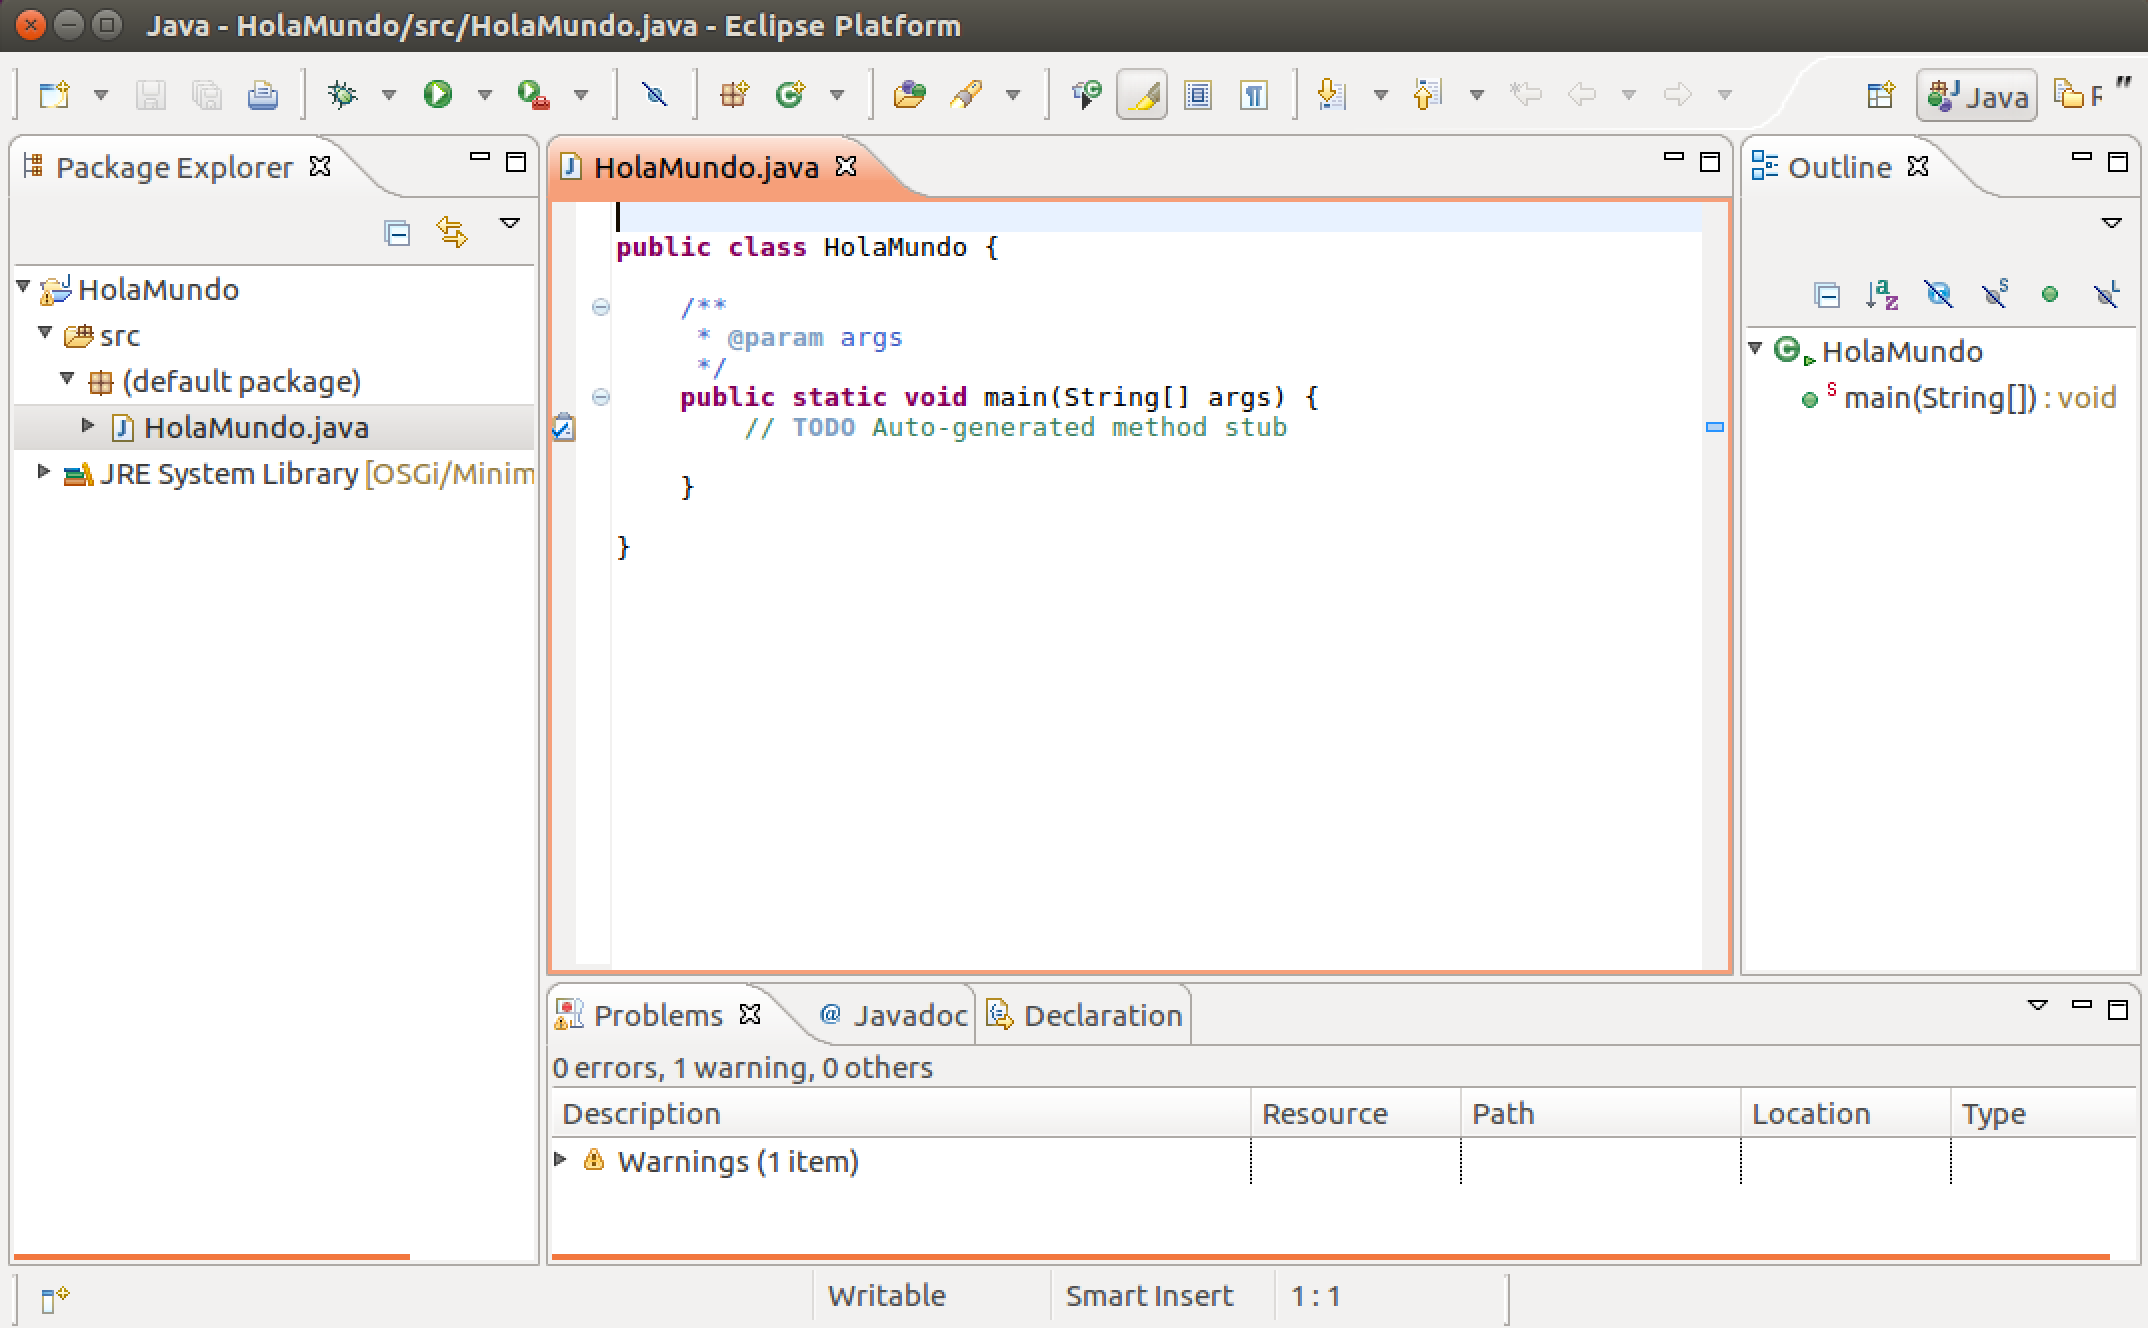 Java - HolaMundo/src/HolaMundo.java - Eclipse Platform
Java
Package Explorer
HolaMundo
src
(default package)
HolaMundo.java
JRE System Library [OSGi/Minim
HolaMundo.java
public class HolaMundo {
/**
* @param args
*/
public static void main(String[] args) {
// TODO Auto-generated method stub
}
}
Outline
HolaMundo
main(String[]) : void
Problems
@ Javadoc
Declaration
0 errors, 1 warning, 0 others
Description Resource Path Location Type
Warnings (1 item)
Writable Smart Insert 1 : 1